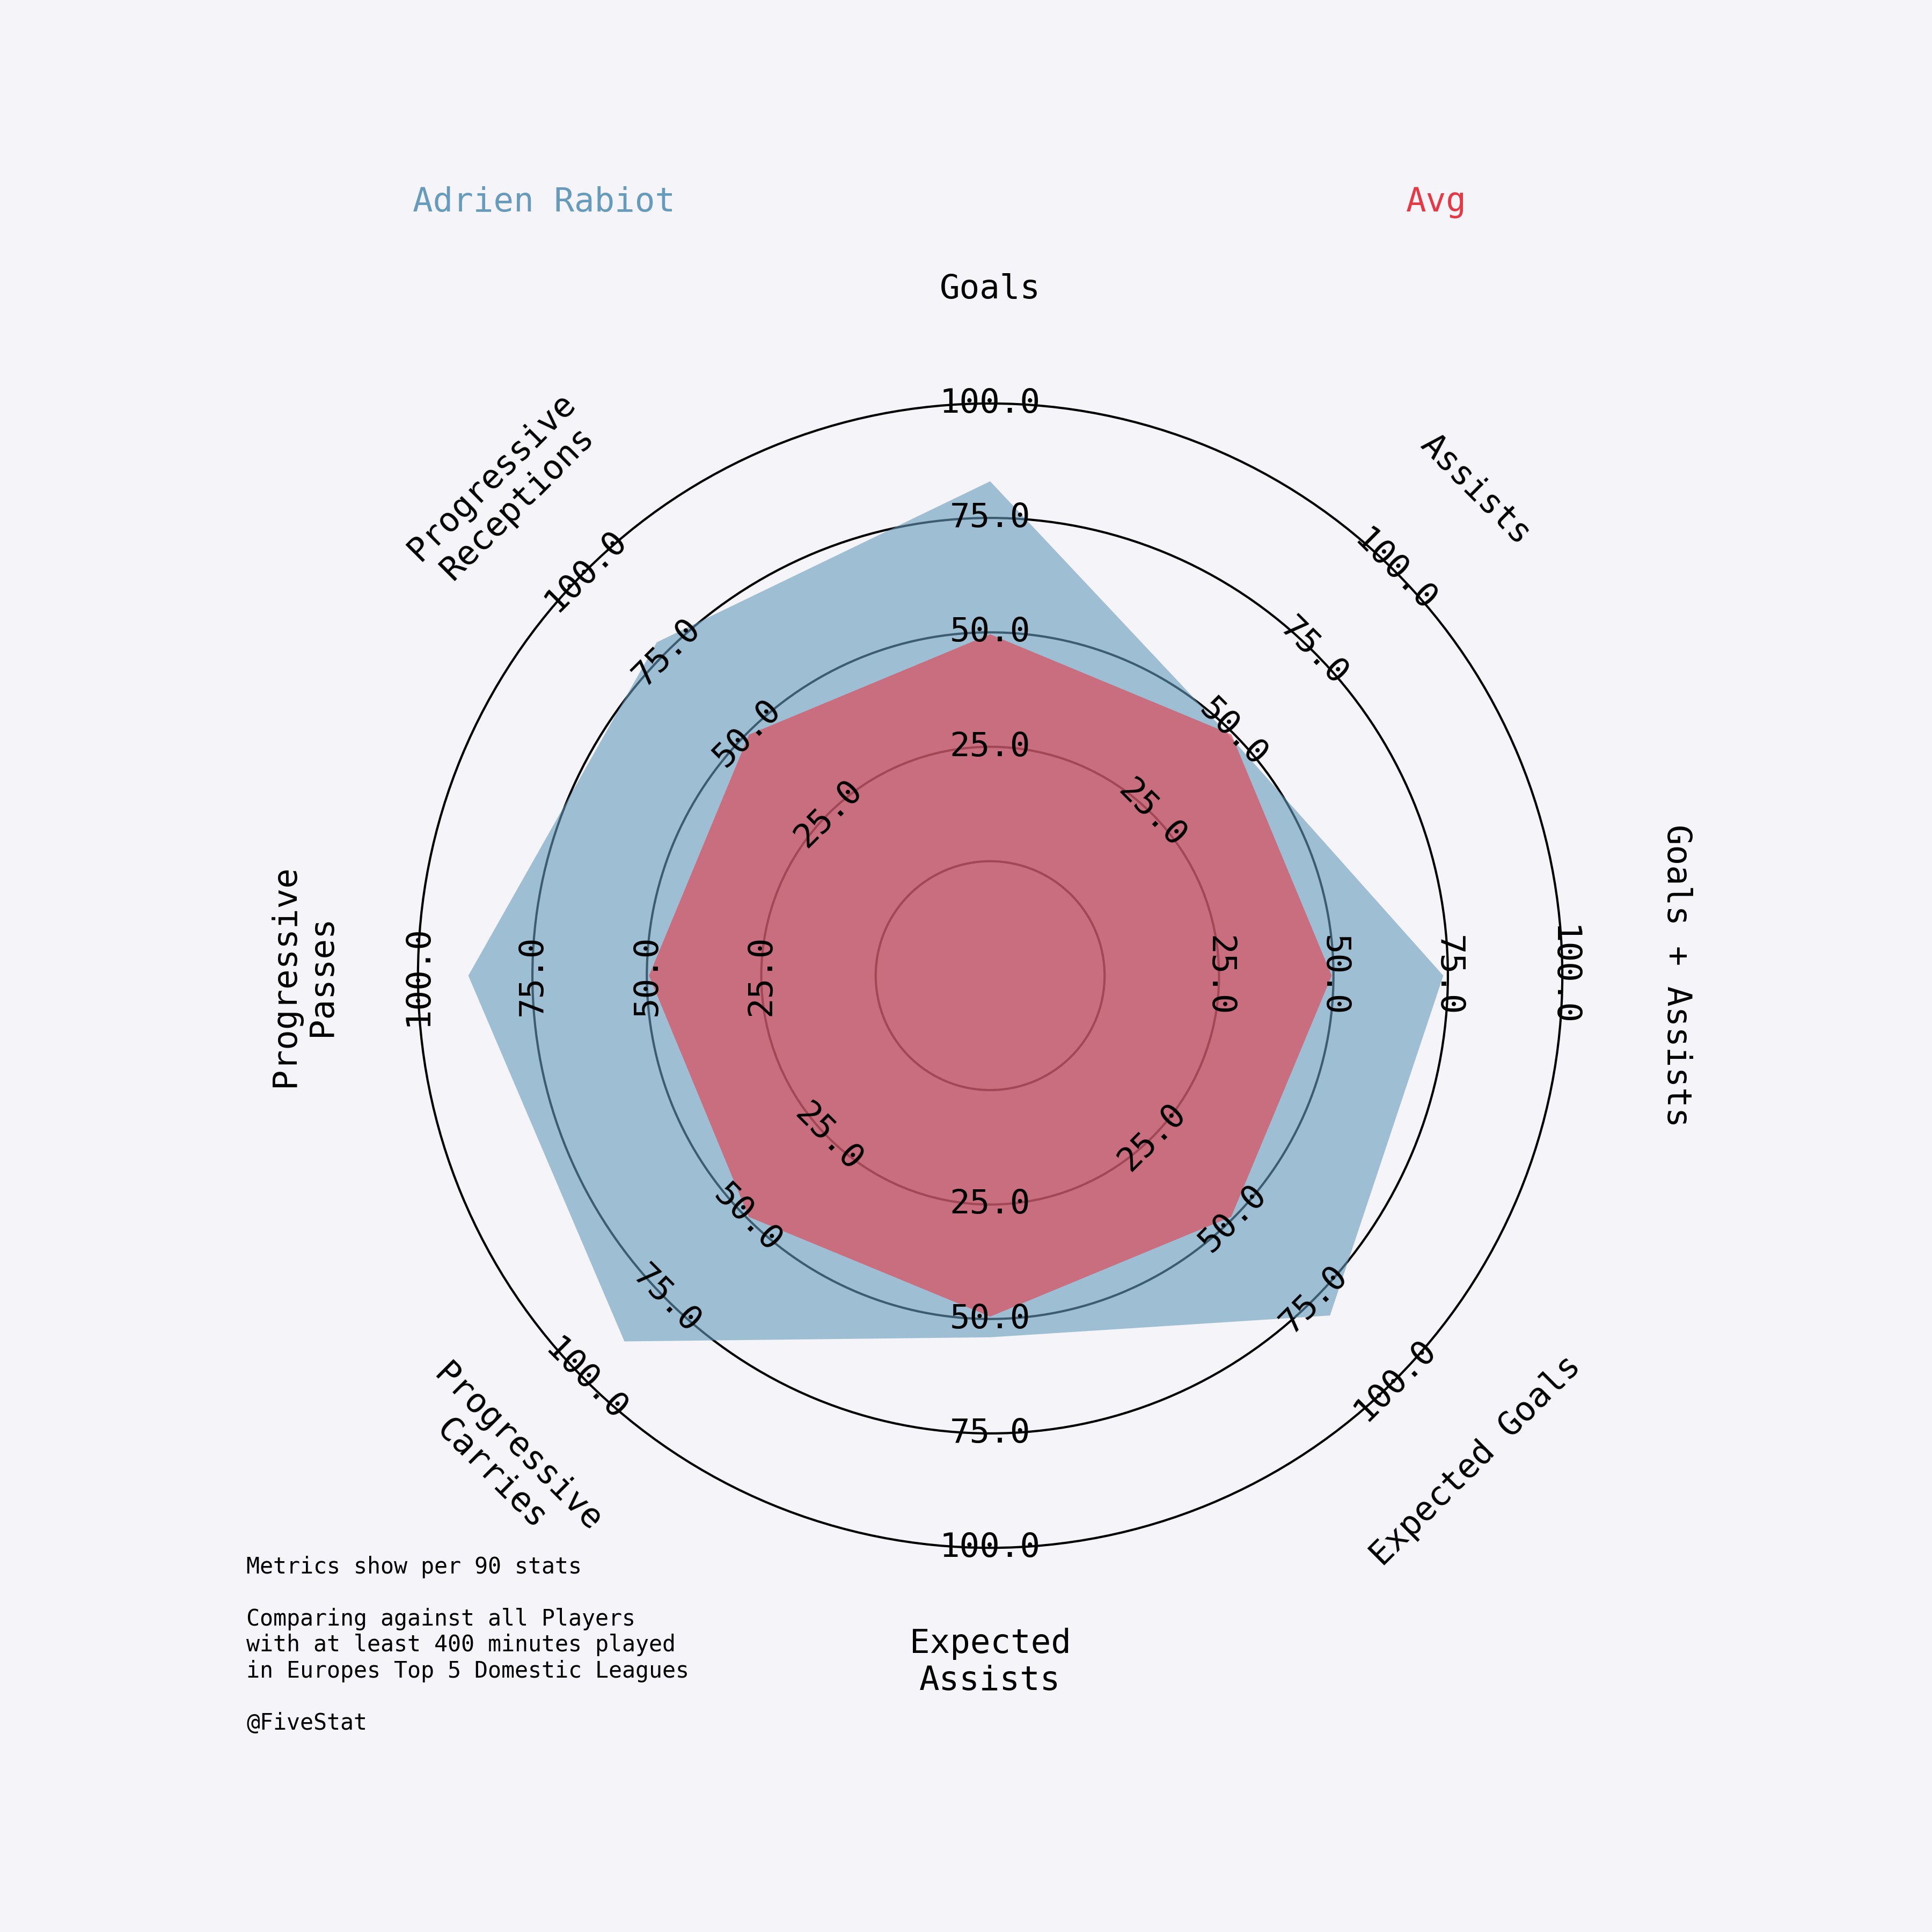 Adrien Rabiot
Avg
Goals
Assists
Goals + Assists
Expected Goals
Expected
Assists
Progressive
Carries
Progressive
Passes
Progressive
Receptions
25.0
50.0
75.0
100.0
25.0
50.0
75.0
100.0
25.0
50.0
75.0
100.0
25.0
50.0
75.0
100.0
25.0
50.0
75.0
100.0
25.0
50.0
75.0
100.0
25.0
50.0
75.0
100.0
25.0
50.0
75.0
100.0
Metrics show per 90 stats
Comparing against all Players
with at least 400 minutes played
in Europes Top 5 Domestic Leagues
@FiveStat